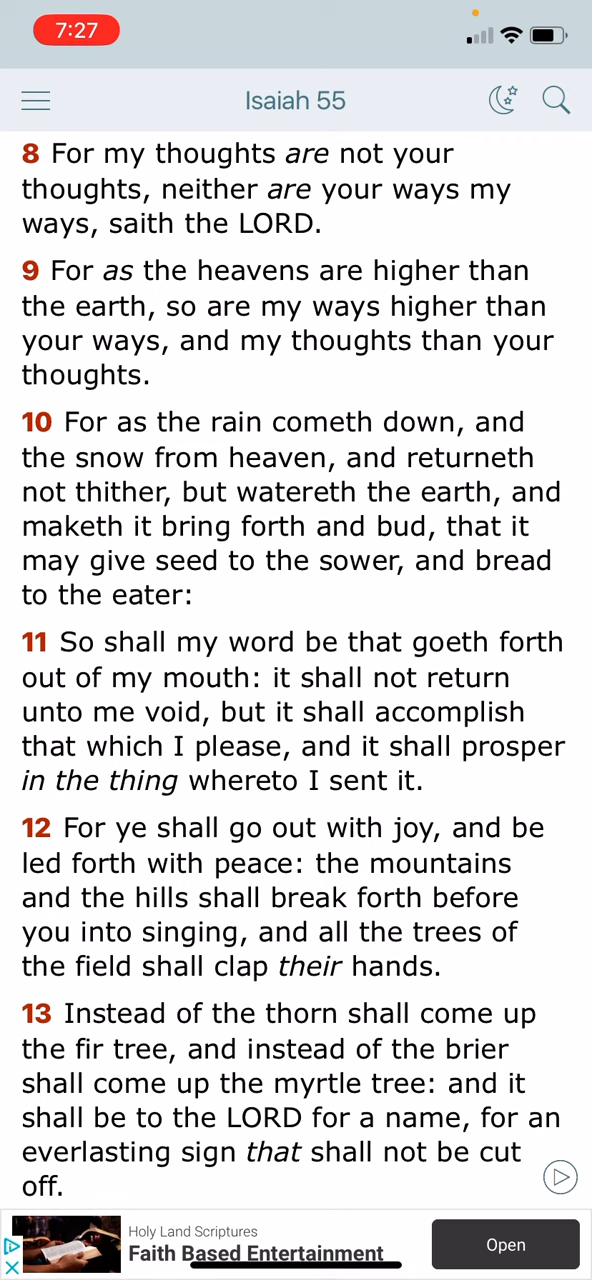 7:27
Isaiah 55
8 For my thoughts are not your
thoughts, neither are your ways my
ways, saith the LORD.
9 For as the heavens are higher than
the earth, so are my ways higher than
your ways, and my thoughts than your
thoughts.
10 For as the rain cometh down, and
the snow from heaven, and returneth
not thither, but watereth the earth, and
maketh it bring forth and bud, that it
may give seed to the sower, and bread
to the eater:
11 So shall my word be that goeth forth
out of my mouth: it shall not return
unto me void, but it shall accomplish
that which I please, and it shall prosper
in the thing whereto I sent it.
12 For ye shall go out with joy, and be
led forth with peace: the mountains
and the hills shall break forth before
you into singing, and all the trees of
the field shall clap their hands.
13 Instead of the thorn shall come up
the fir tree, and instead of the brier
shall come up the myrtle tree: and it
shall be to the LORD for a name, for an
everlasting sign that shall not be cut
off.
Holy Land Scriptures
Faith Based Entertainment
Open